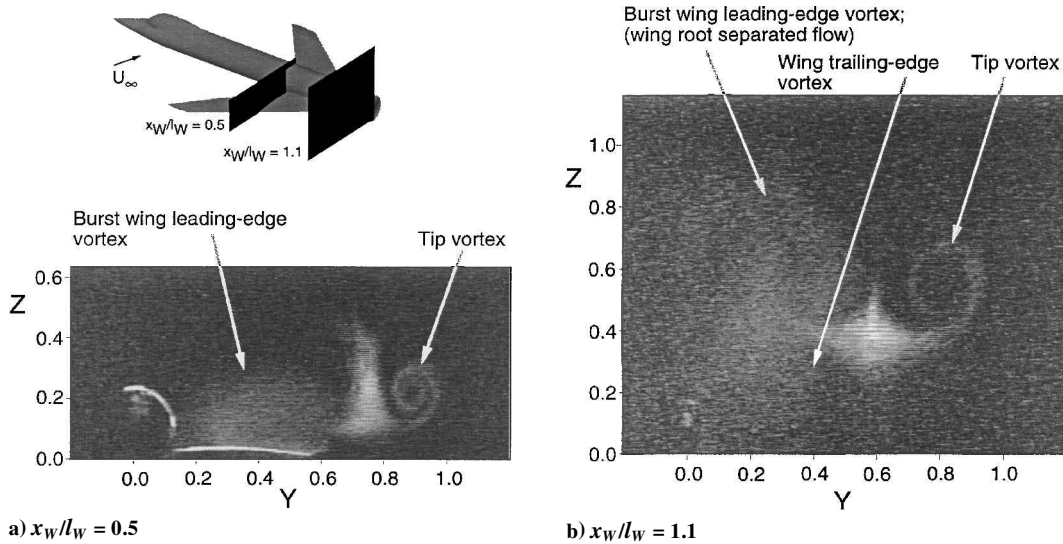 U∞
xW/lW = 0.5
xW/lW = 1.1
Burst wing leading-edge
vortex
Tip vortex
0.6
Z
0.4
0.2
0.0
0.0 0.2 0.4 0.6 0.8 1.0
Y
a) xW/lW = 0.5
Burst wing leading-edge vortex;
(wing root separated flow)
Wing trailing-edge
vortex
Tip vortex
1.0
Z
0.8
0.6
0.4
0.2
0.0
0.0 0.2 0.4 0.6 0.8 1.0
Y
b) xW/lW = 1.1